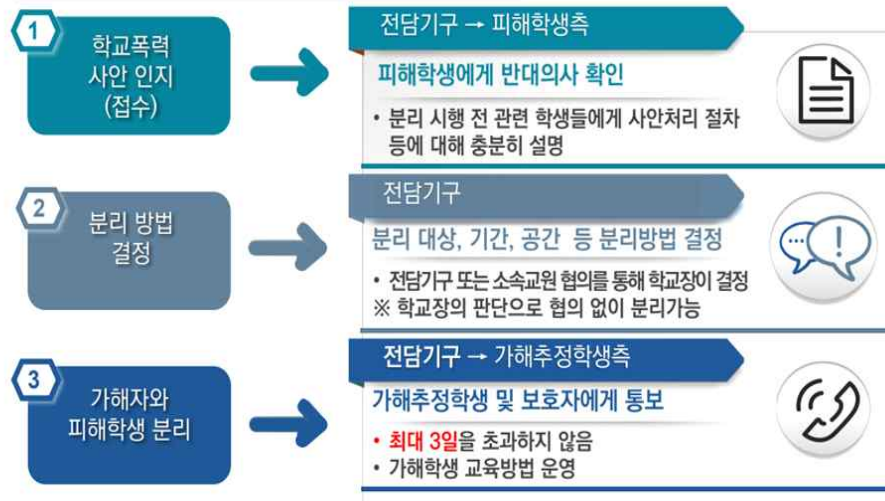 1
학교폭력
사안 인지
(접수)
전담기구 → 피해학생측
피해학생에게 반대의사 확인
• 분리 시행 전 관련 학생들에게 사안처리 절차
등에 대해 충분히 설명
2
분리 방법
결정
전담기구
분리 대상, 기간, 공간 등 분리방법 결정
• 전담기구 또는 소속교원 협의를 통해 학교장이 결정
※ 학교장의 판단으로 협의 없이 분리가능
3
가해자와
피해학생 분리
전담기구 → 가해추정학생측
가해추정학생 및 보호자에게 통보
• 최대 3일을 초과하지 않음
• 가해학생 교육방법 운영